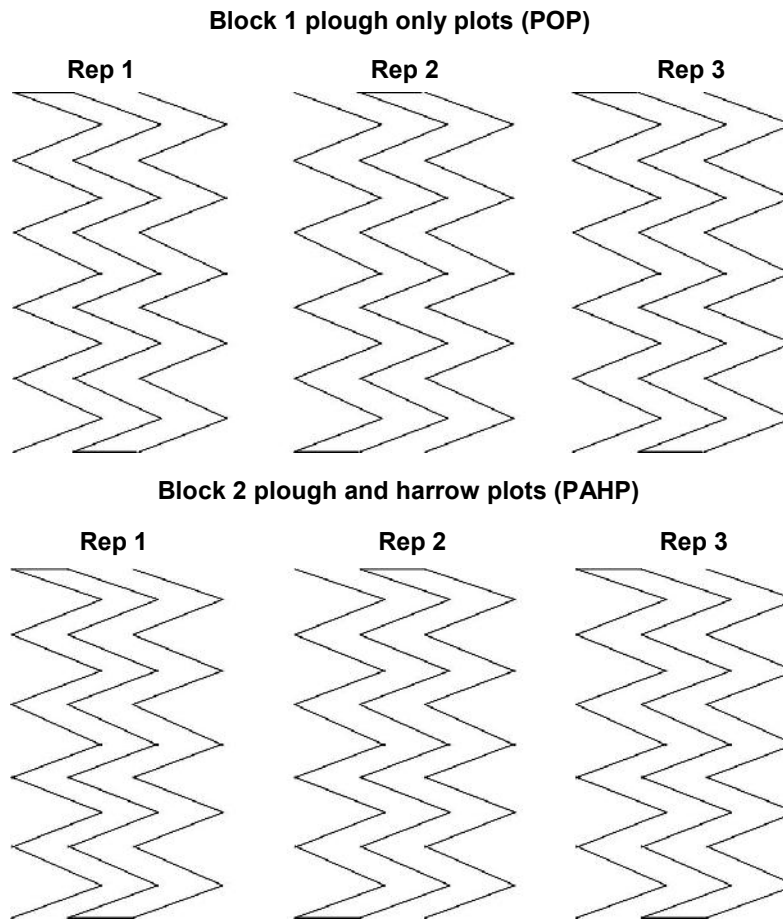 Block 1 plough only plots (POP)
Rep 1 Rep 2 Rep 3
Block 2 plough and harrow plots (PAHP)
Rep 1 Rep 2 Rep 3